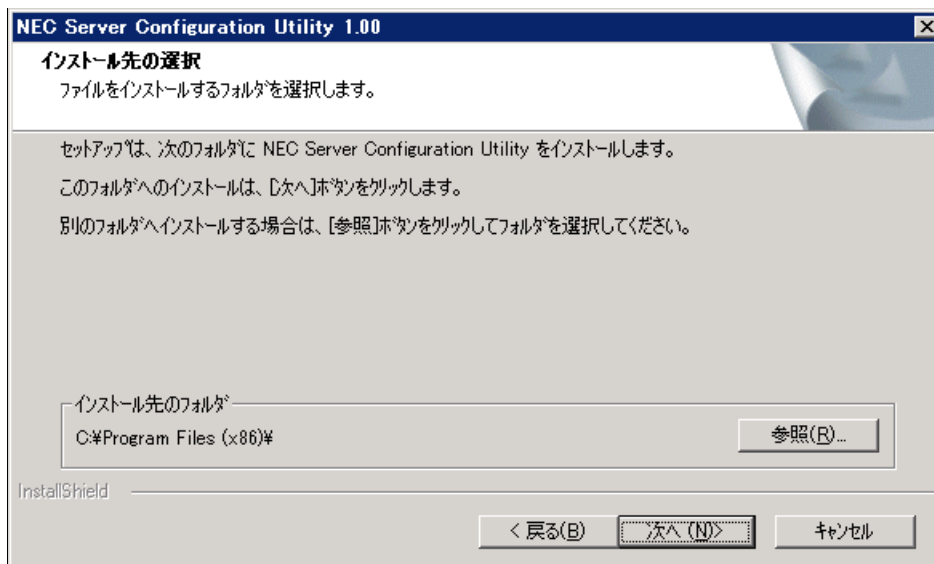 NEC Server Configuration Utility 1.00
インストール先の選択
ファイルをインストールするフォルダを選択します。
セットアップは、次のフォルダに NEC Server Configuration Utility をインストールします。
このフォルダへのインストールは、[次へ]ボタンをクリックします。
別のフォルダへインストールする場合は、[参照]ボタンをクリックしてフォルダを選択してください。
インストール先のフォルダ
C:¥Program Files (x86)¥
参照(R)...
InstallShield
< 戻る(B)
次へ (N)>
キャンセル